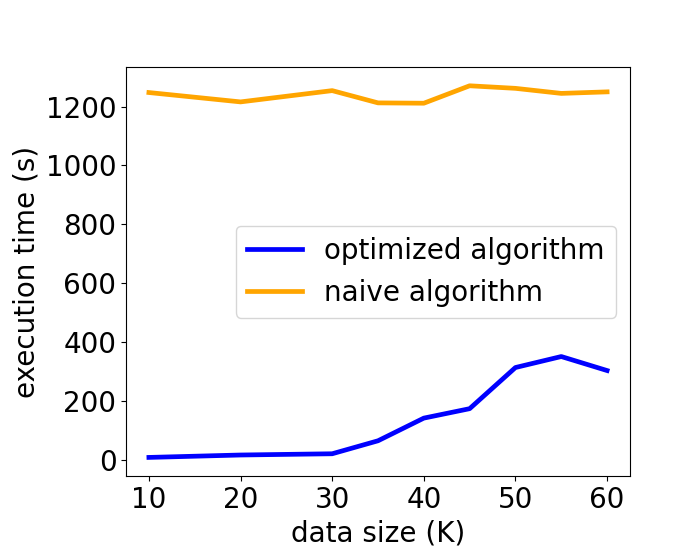 1200
1000
800
600
400
200
0
execution time (s)
optimized algorithm
naive algorithm
10 20 30 40 50 60
data size (K)